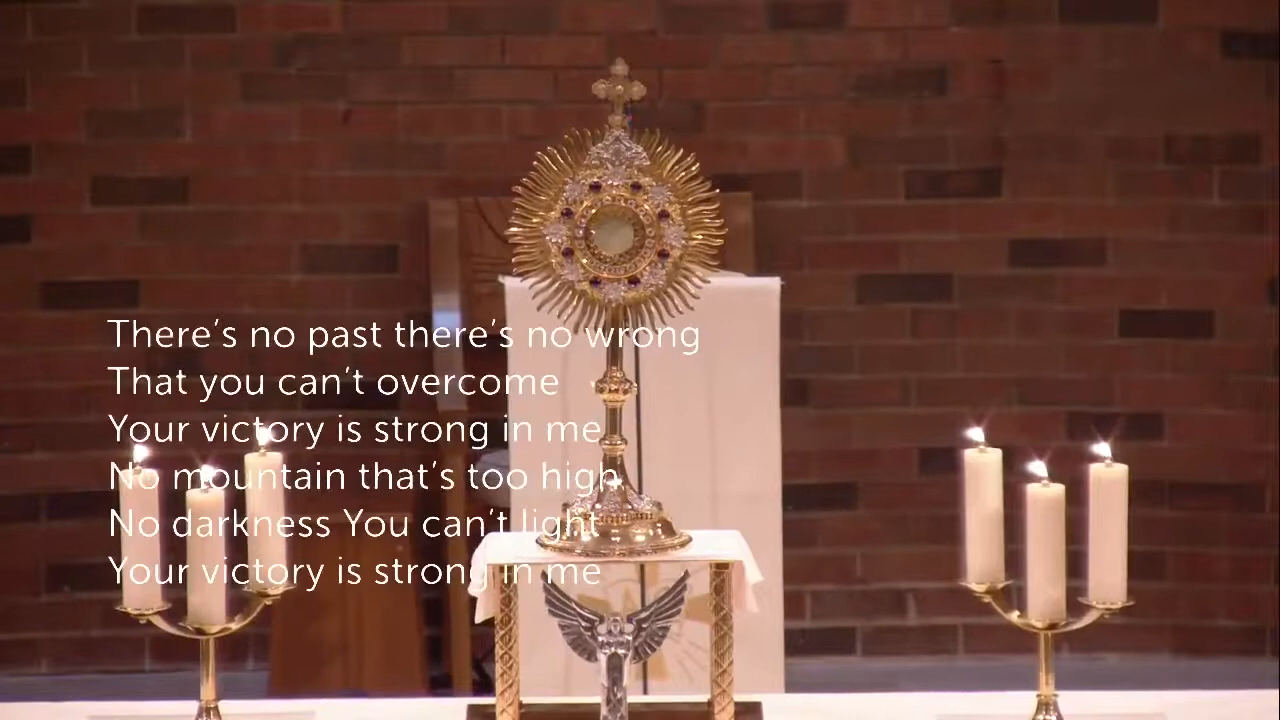 There's no past there's no wrong
That you can't overcome
Your victory is strong in me
No mountain that's too high
No darkness You can't light
Your victory is strong in me